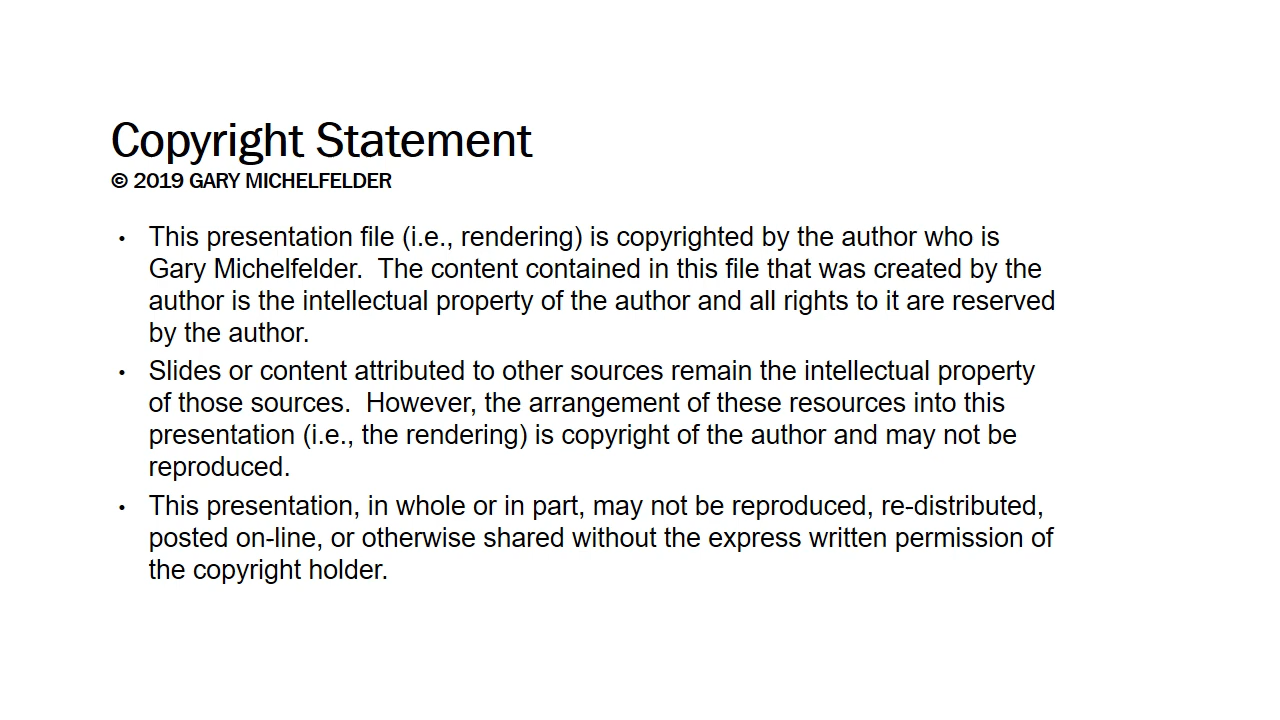 Copyright Statement
© 2019 GARY MICHELFELDER
• This presentation file (i.e., rendering) is copyrighted by the author who is
Gary Michelfelder.  The content contained in this file that was created by the
author is the intellectual property of the author and all rights to it are reserved
by the author.
• Slides or content attributed to other sources remain the intellectual property
of those sources.  However, the arrangement of these resources into this
presentation (i.e., the rendering) is copyright of the author and may not be
reproduced.
• This presentation, in whole or in part, may not be reproduced, re-distributed,
posted on-line, or otherwise shared without the express written permission of
the copyright holder.